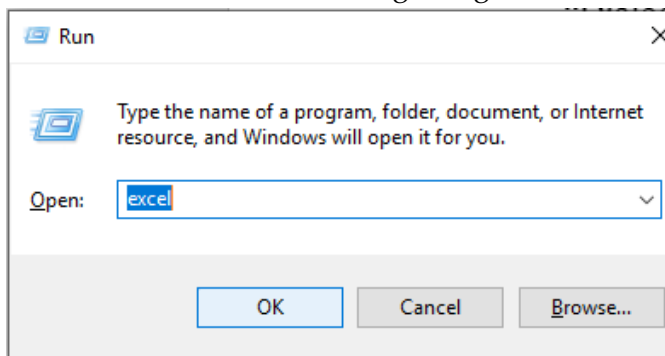 Run
Type the name of a program, folder, document, or Internet
resource, and Windows will open it for you.
Open:
excel
OK
Cancel
Browse...